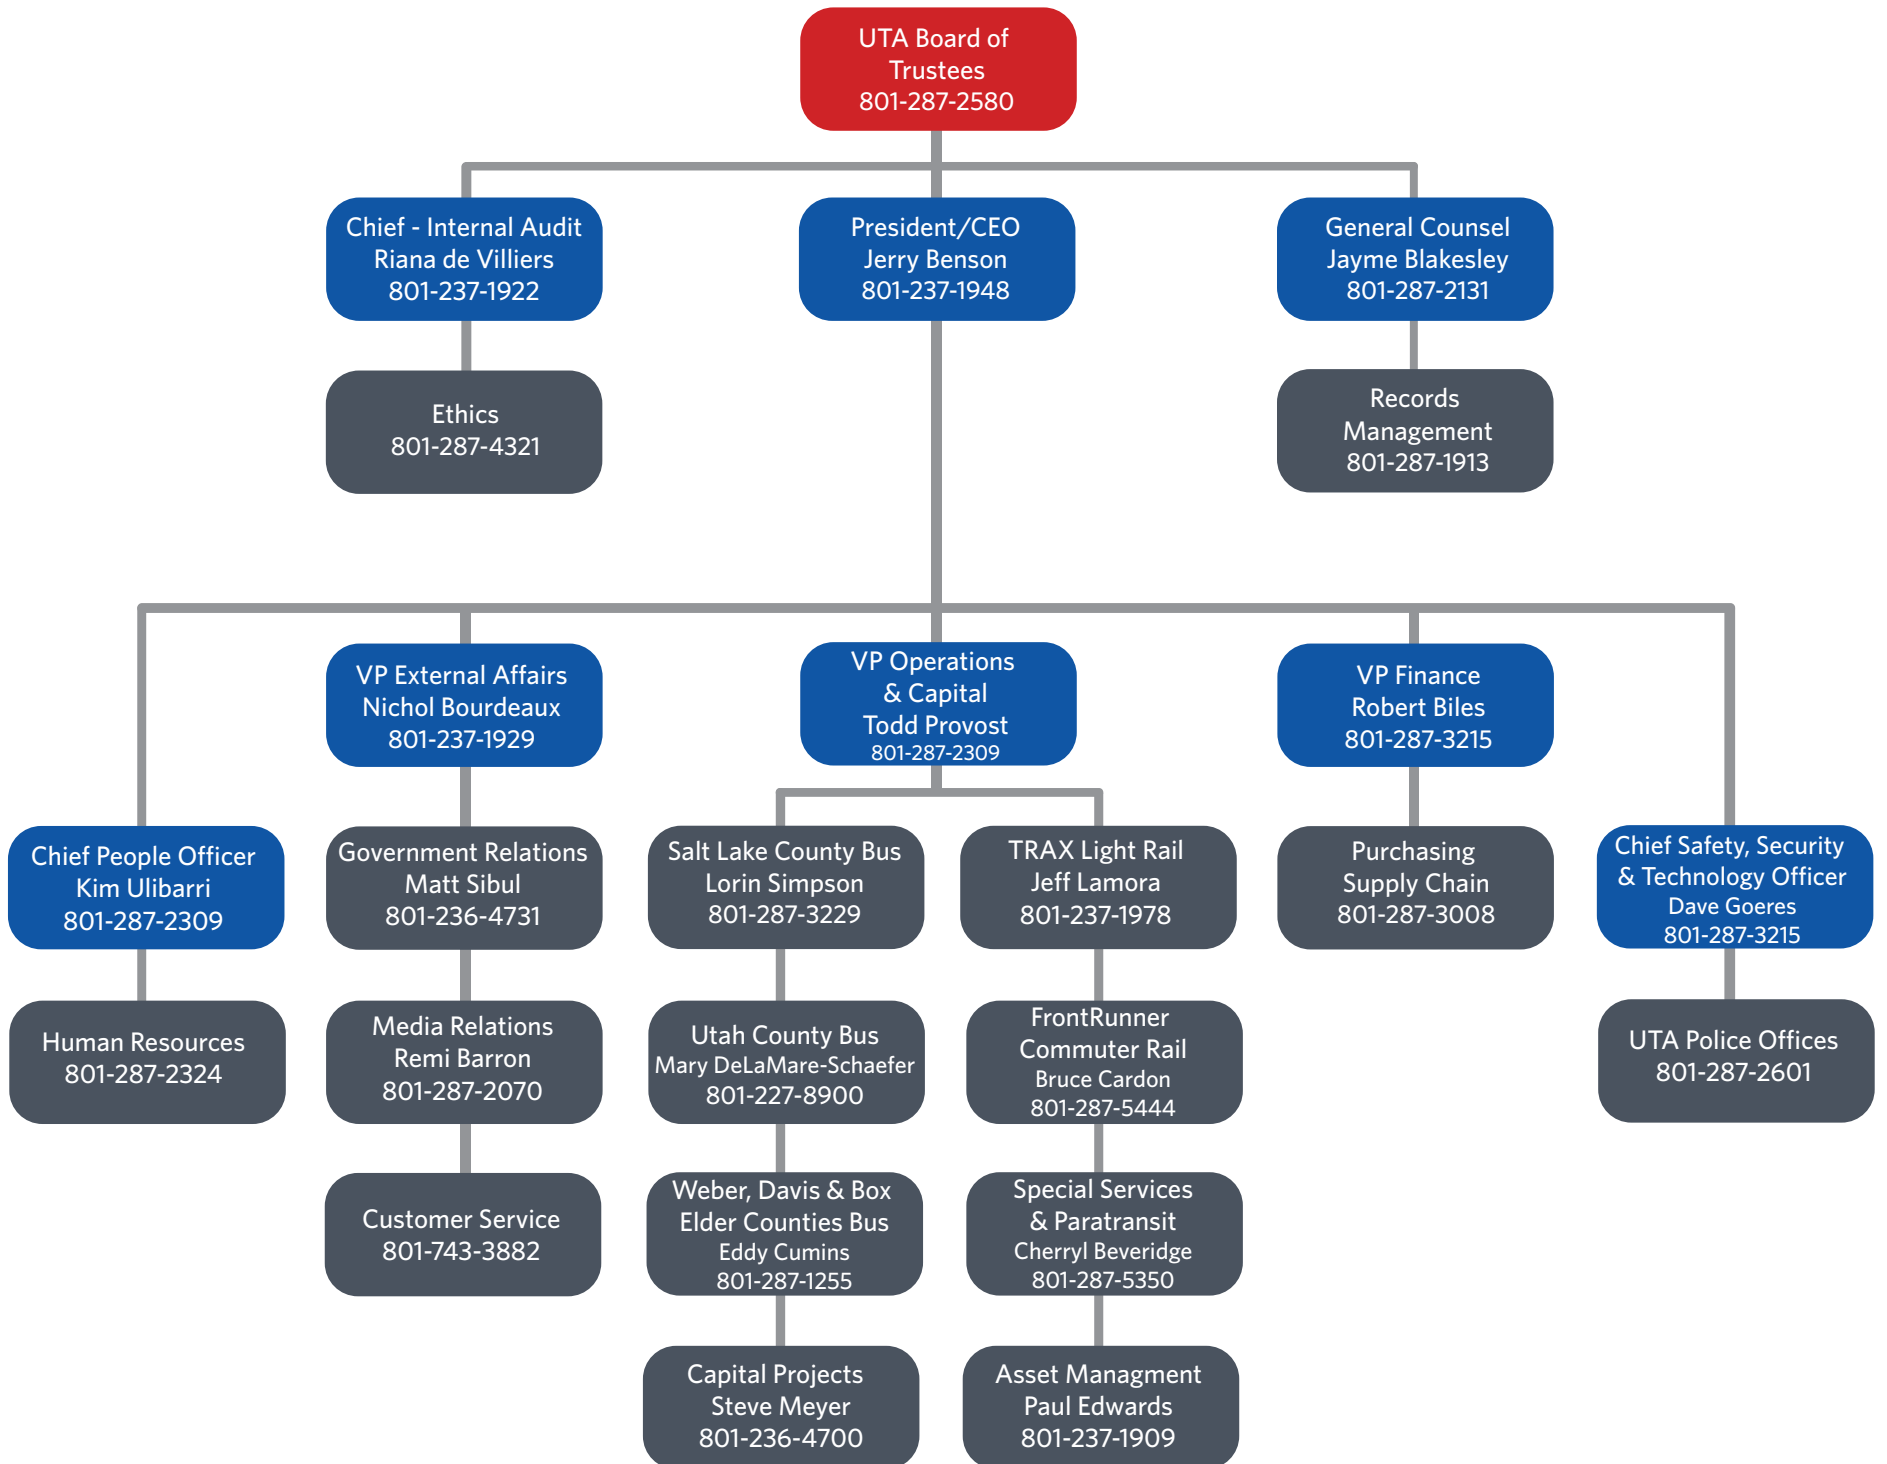 UTA Board of
Trustees
801-287-2580
Chief - Internal Audit
Riana de Villiers
801-237-1922
President/CEO
Jerry Benson
801-237-1948
General Counsel
Jayme Blakesley
801-287-2131
Ethics
801-287-4321
Records
Management
801-287-1913
VP External Affairs
Nichol Bourdeaux
801-237-1929
VP Operations
& Capital
Todd Provost
801-287-2309
VP Finance
Robert Biles
801-287-3215
Chief People Officer
Kim Ulibarri
801-287-2309
Government Relations
Matt Sibul
801-236-4731
Salt Lake County Bus
Lorin Simpson
801-287-3229
TRAX Light Rail
Jeff Lamora
801-237-1978
Purchasing
Supply Chain
801-287-3008
Chief Safety, Security
& Technology Officer
Dave Goeres
801-287-3215
Human Resources
801-287-2324
Media Relations
Remi Barron
801-287-2070
Utah County Bus
Mary DeLaMare-Schaefer
801-227-8900
FrontRunner
Commuter Rail
Bruce Cardon
801-287-5444
UTA Police Offices
801-287-2601
Customer Service
801-743-3882
Weber, Davis & Box
Elder Counties Bus
Eddy Cumins
801-287-1255
Special Services
& Paratransit
Cherryl Beveridge
801-287-5350
Capital Projects
Steve Meyer
801-236-4700
Asset Managment
Paul Edwards
801-237-1909